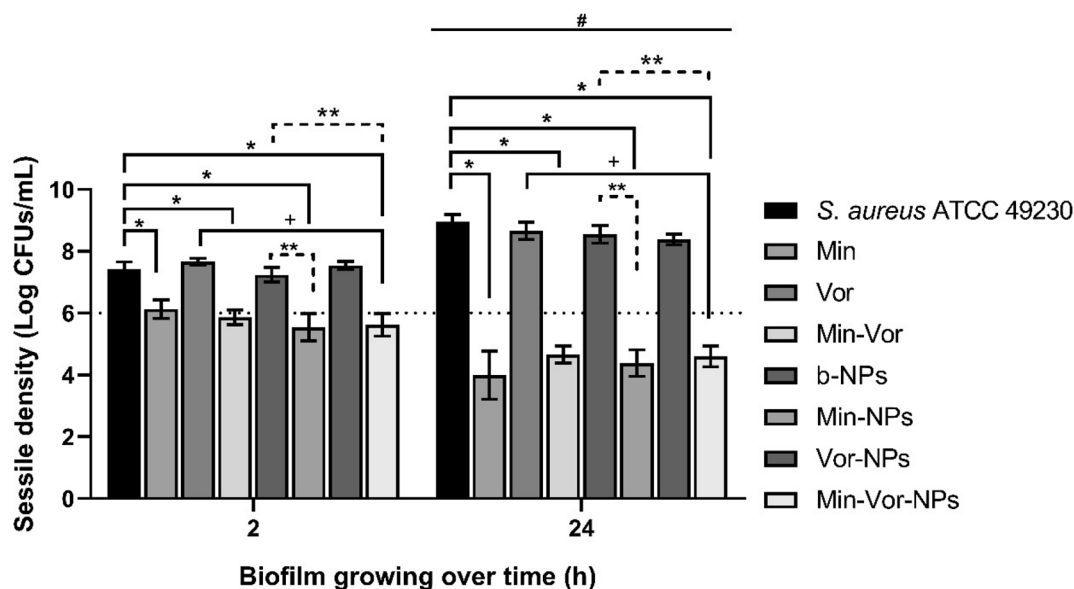 #
**
*
**
*
*
*
*
*
*
+
*
+
**
*
**
10
8
6
4
2
0
Sessile density (Log CFUs/mL)
2
24
Biofilm growing over time (h)
S. aureus ATCC 49230
Min
Vor
Min-Vor
b-NPs
Min-NPs
Vor-NPs
Min-Vor-NPs